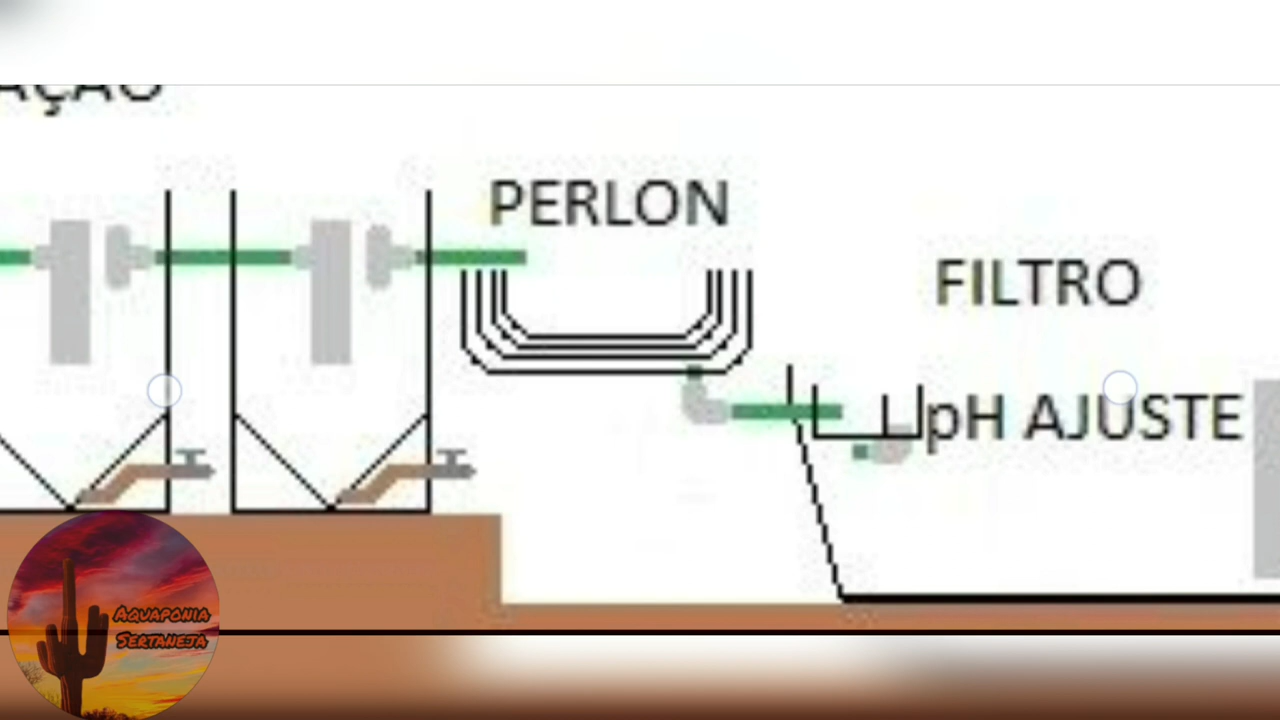 PERLON
FILTRO
pH AJUSTE
AQUAPONIA
SERTANEJA